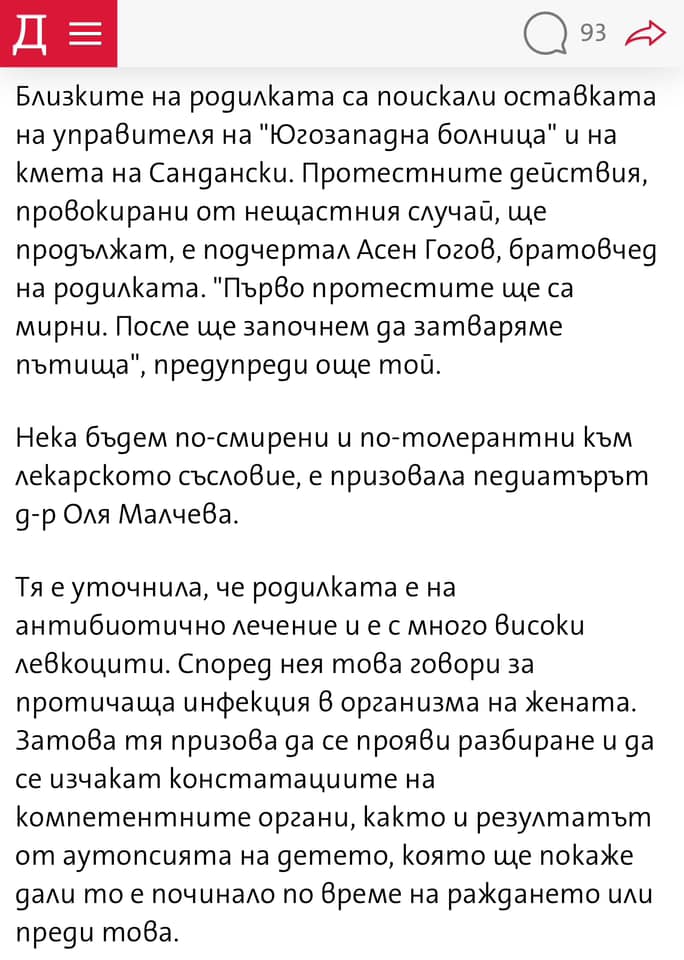 Д
93
Близките на родилката са поискали оставката
на управителя на "Югозападна болница" и на
кмета на Сандански. Протестните действия,
провокирани от нещастния случай, ще
продължат, е подчертал Асен Гогов, братовчед
на родилката. "Първо протестите ще са
мирни. После ще започнем да затваряме
пътища", предупреди още той.
Нека бъдем по-смирени и по-толерантни към
лекарското съсловие, е призовала педиатърът
д-р Оля Малчева.
Тя е уточнила, че родилката е на
антибиотично лечение и е с много високи
левкоцити. Според нея това говори за
протичаща инфекция в организма на жената.
Затова тя призова да се прояви разбиране и да
се изчакат констатациите на
компетентните органи, както и резултатът
от аутопсията на детето, която ще покаже
дали то е починало по време на раждането или
преди това.